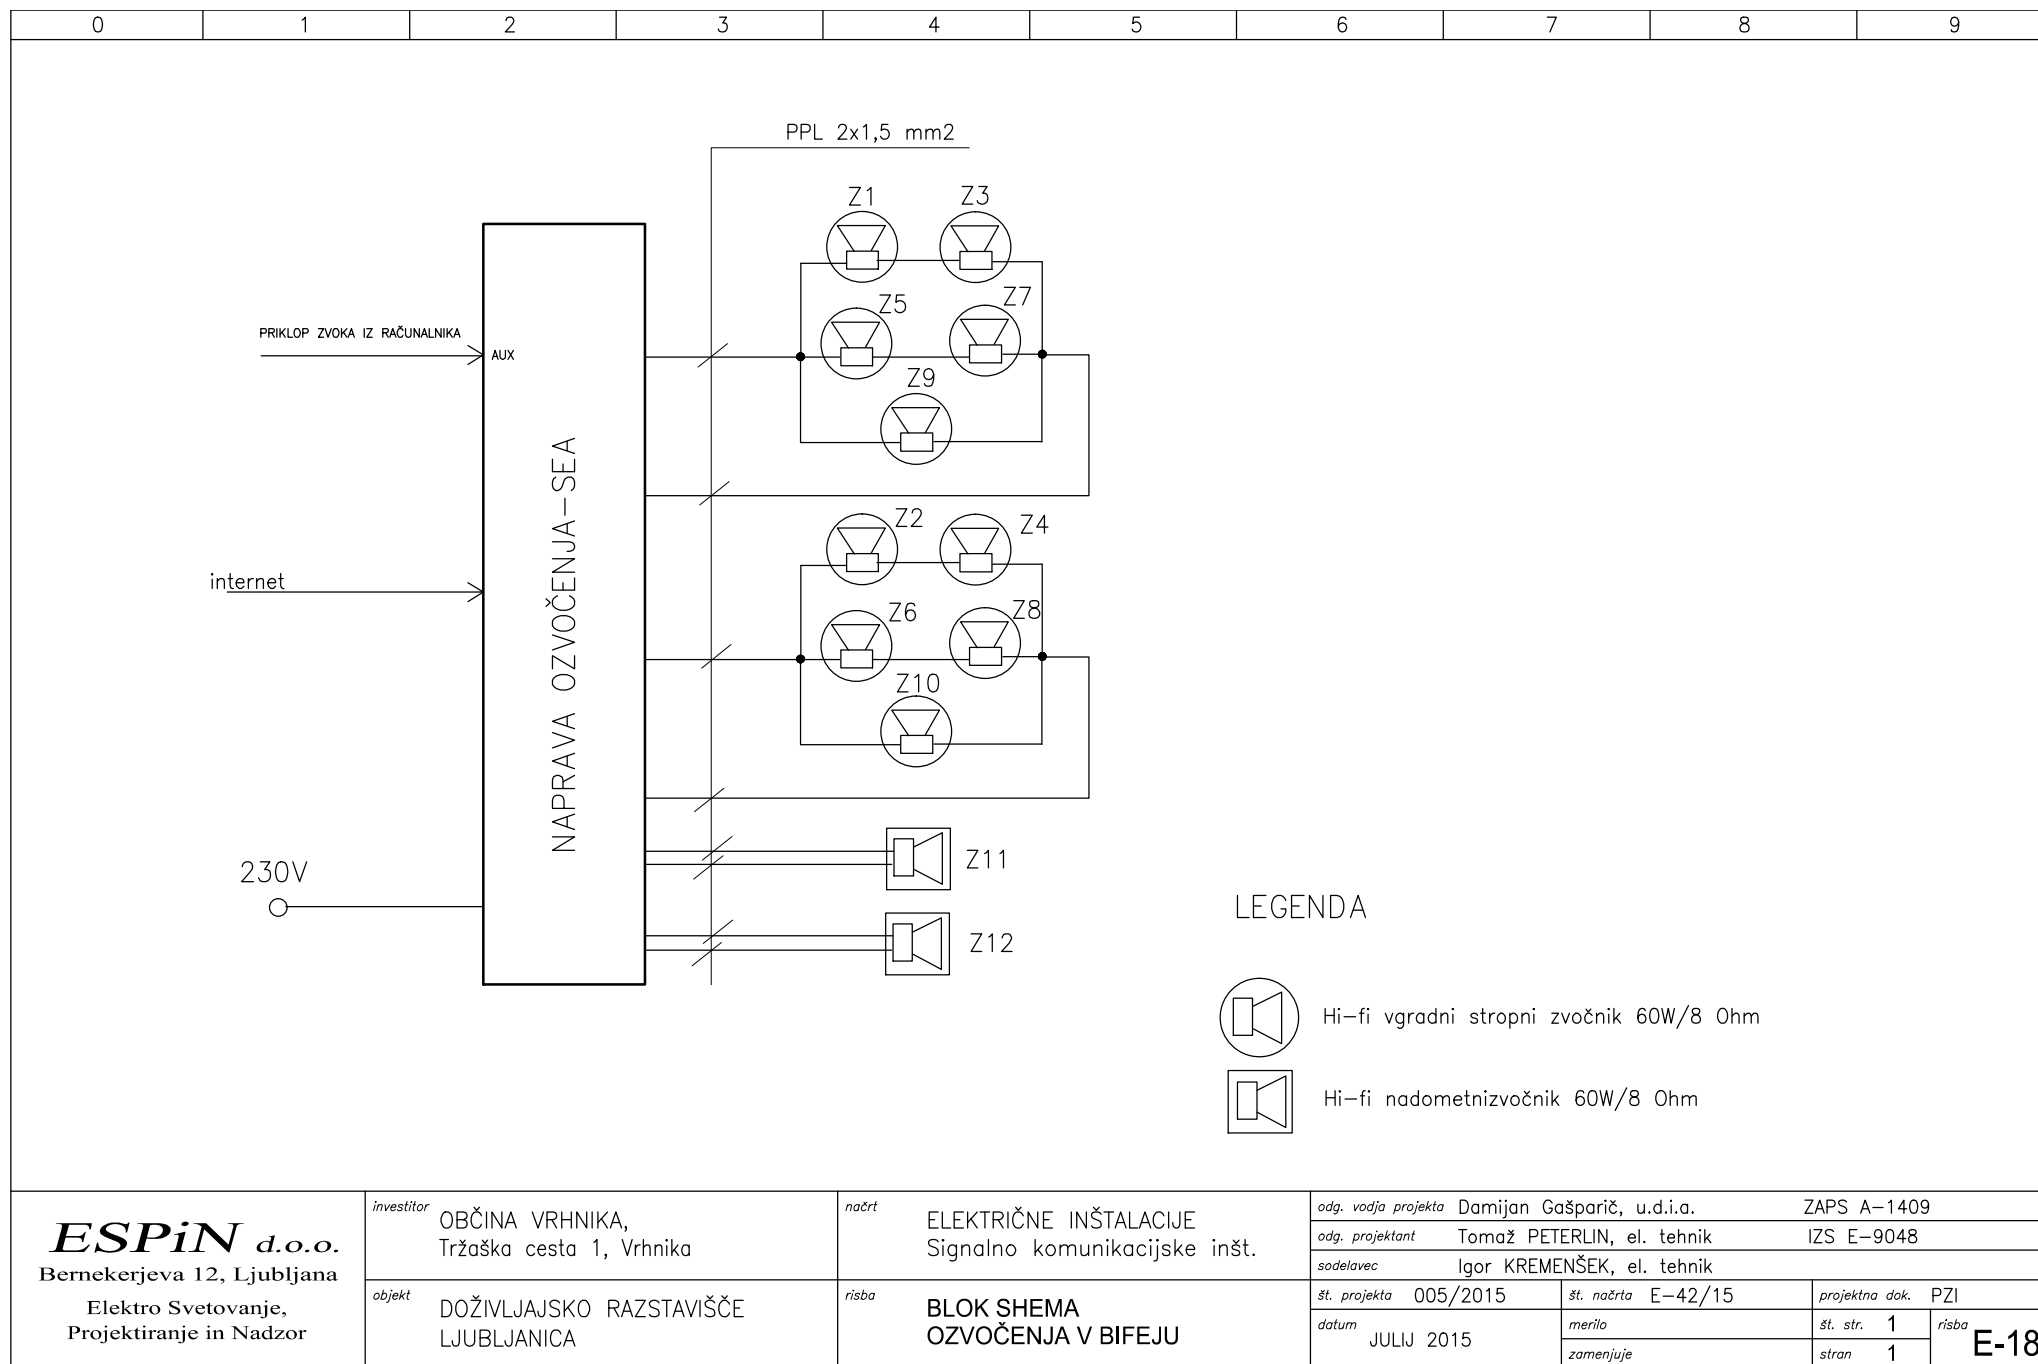 0 1 2 3 4 5 6 7 8 9
PPL 2x1,5 mm2
Z1 Z3
Z5 Z7
PRIKLOP ZVOKA IZ RAČUNALNIKA
AUX
Z9
NAPRAVA OZVOČENJA-SEA
Z2 Z4
internet
Z6 Z8
Z10
Z11
230V
Z12
LEGENDA
Hi-fi vgradni stropni zvočnik 60W/8 Ohm
Hi-fi nadometnizvočnik 60W/8 Ohm
ESPiN d.o.o.
Bernekerjeva 12, Ljubljana
Elektro Svetovanje,
Projektiranje in Nadzor
investitor
OBČINA VRHNIKA,
Tržaška cesta 1, Vrhnika
objekt
DOŽIVLJAJSKO RAZSTAVIŠČE
LJUBLJANICA
načrt
ELEKTRIČNE INŠTALACIJE
Signalno komunikacijske inšt.
risba
BLOK SHEMA
OZVOČENJA V BIFEJU
odg. vodja projekta Damijan Gašparič, u.d.i.a. ZAPS A-1409
odg. projektant Tomaž PETERLIN, el. tehnik IZS E-9048
sodelavec Igor KREMENŠEK, el. tehnik
št. projekta 005/2015 št. načrta E-42/15 projektna dok. PZI
datum JULIJ 2015
merilo
zamenjuje
št. str. 1
stran 1
risba E-18